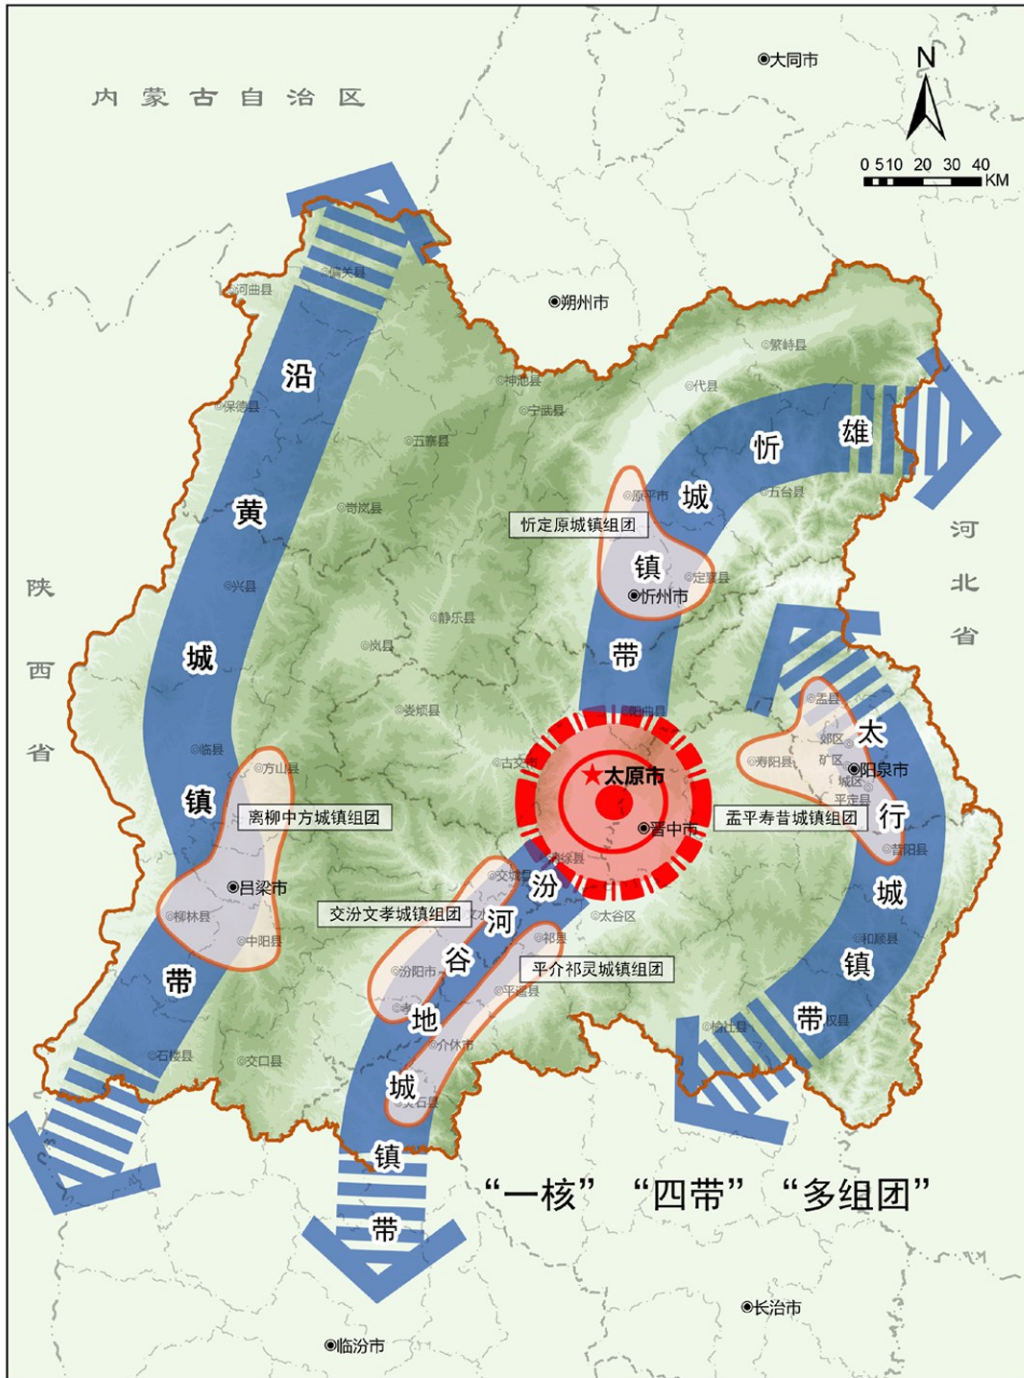 大同市
N
内蒙古自治区
0 510 20 30 40
KM
偏关县
河曲县
朔州市
繁峙县
沿
神池县
代县
保德县
宁武县
雄
忻
五寨县
五台县
原平市
城
岢岚县
黄
忻定原城镇组团
河北省
镇
定襄县
陕西省
兴县
忻州市
静乐县
岚县
带
城
盂县
娄烦县
阳曲县
太
郊区
临县
古交市
寿阳县
矿区
方山县
太原市
阳泉市
城区
镇
平定县
离柳中方城镇组团
盂平寿昔城镇组团
行
晋中市
昔阳县
清徐县
交城县
汾
吕梁市
城
柳林县
交汾文孝城镇组团
河
太谷区
中阳县
祁县
和顺县
谷
平介祁灵城镇组团
镇
汾阳市
带
平遥县
地
带
榆社县
权县
介休市
石楼县
交口县
城
灵石县
镇
“一核” “四带” “多组团”
带
长治市
临汾市